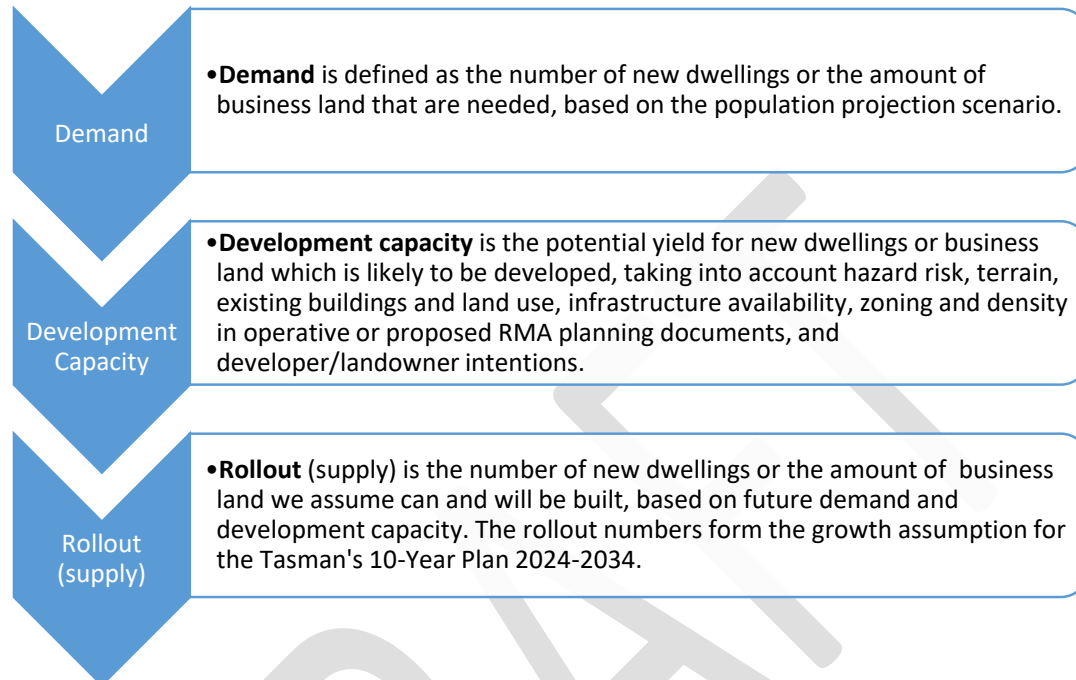 Demand
•Demand is defined as the number of new dwellings or the amount of
business land that are needed, based on the population projection scenario.
Development
Capacity
•Development capacity is the potential yield for new dwellings or business
land which is likely to be developed, taking into account hazard risk, terrain,
existing buildings and land use, infrastructure availability, zoning and density
in operative or proposed RMA planning documents, and
developer/landowner intentions.
Rollout
(supply)
•Rollout (supply) is the number of new dwellings or the amount of  business
land we assume can and will be built, based on future demand and
development capacity. The rollout numbers form the growth assumption for
the Tasman's 10-Year Plan 2024-2034.